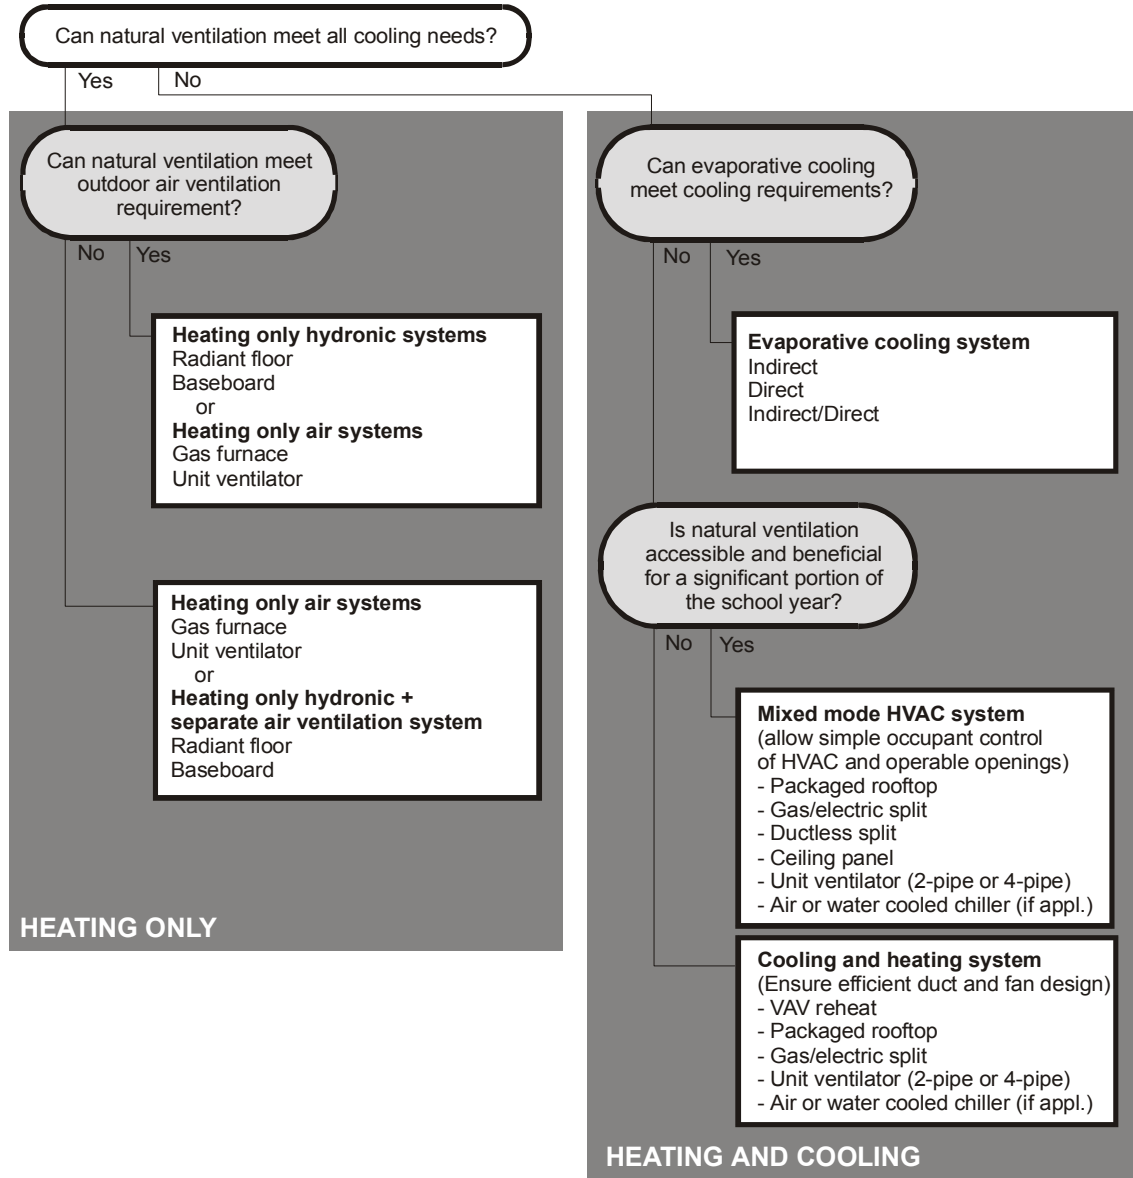 Can natural ventilation meet all cooling needs?
Yes
No
Can natural ventilation meet
outdoor air ventilation
requirement?
No
Yes
Heating only hydronic systems
Radiant floor
Baseboard
or
Heating only air systems
Gas furnace
Unit ventilator
Heating only air systems
Gas furnace
Unit ventilator
or
Heating only hydronic +
separate air ventilation system
Radiant floor
Baseboard
HEATING ONLY
Can evaporative cooling
meet cooling requirements?
No
Yes
Evaporative cooling system
Indirect
Direct
Indirect/Direct
Is natural ventilation
accessible and beneficial
for a significant portion of
the school year?
No
Yes
Mixed mode HVAC system
(allow simple occupant control
of HVAC and operable openings)
- Packaged rooftop
- Gas/electric split
- Ductless split
- Ceiling panel
- Unit ventilator (2-pipe or 4-pipe)
- Air or water cooled chiller (if appl.)
Cooling and heating system
(Ensure efficient duct and fan design)
- VAV reheat
- Packaged rooftop
- Gas/electric split
- Unit ventilator (2-pipe or 4-pipe)
- Air or water cooled chiller (if appl.)
HEATING AND COOLING